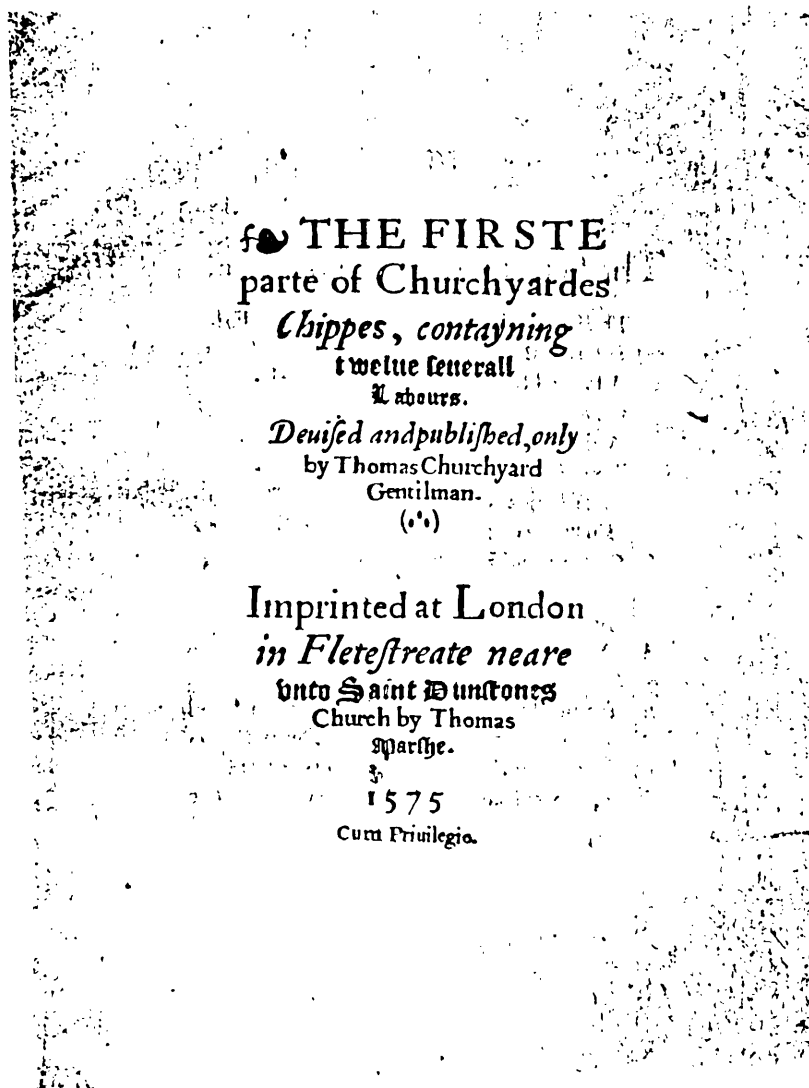 THE FIRSTE
parte of Churchyardes
Chippes, contayning
twelue ſeuerall
Labours.
Deuiſed and publiſhed, only
by Thomas Churchyard
Gentilman.
Imprinted at London
in Fleteſtreate neare
vnto Saint Dunſtones
Church by Thomas
Marſhe.
1575
Cum Priuilegio.